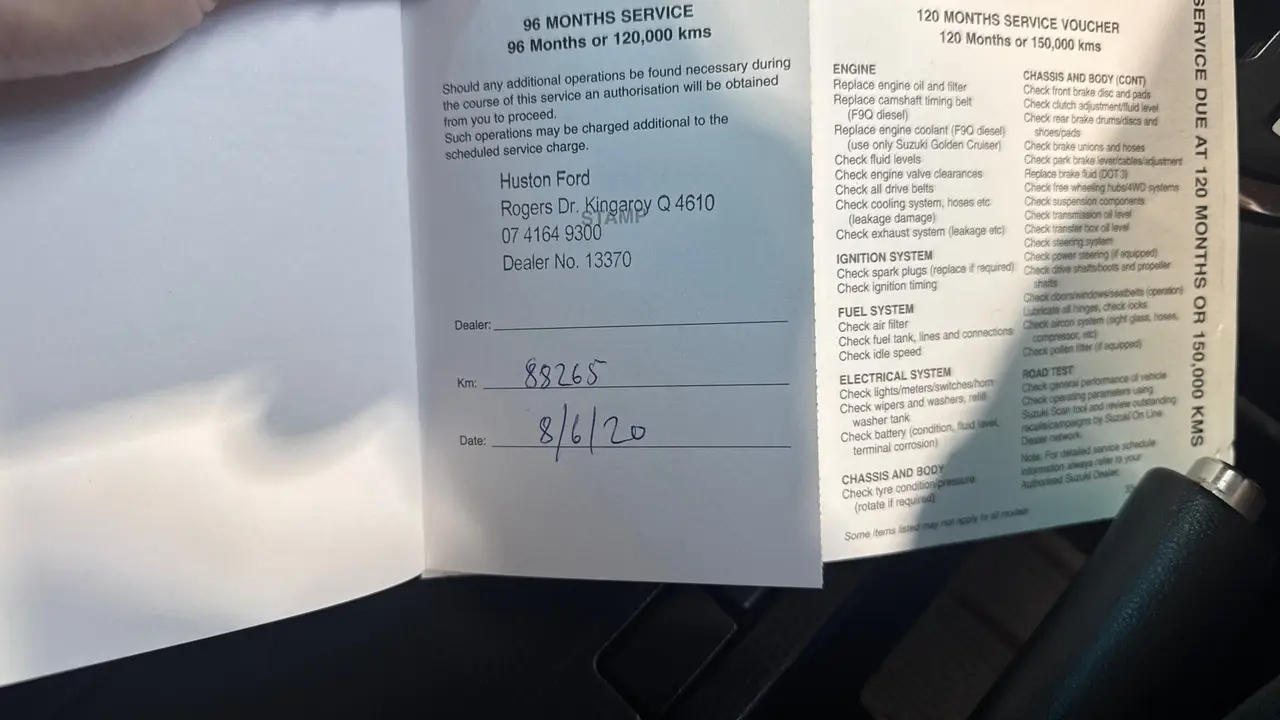 96 MONTHS SERVICE
96 Months or 120,000 kms
Should any additional operations be found necessary during
the course of this service an authorisation will be obtained
from you to proceed.
Such operations may be charged additional to the
scheduled service charge.
Huston Ford
Rogers Dr. Kingaroy Q 4610
STAMP
07 4164 9300
Dealer No. 13370
Dealer:
Km: 88265
Date: 8/6/20
120 MONTHS SERVICE VOUCHER
120 Months or 150,000 kms
ENGINE
Replace engine oil and filter
Replace camshaft timing belt
(F9Q diesel)
Replace engine coolant (F9Q diesel)
(use only Suzuki Golden Cruiser)
Check fluid levels
Check engine valve clearances
Check all drive belts
Check cooling system, hoses etc
(leakage damage)
Check exhaust system (leakage etc)
IGNITION SYSTEM
Check spark plugs (replace if required)
Check ignition timing
FUEL SYSTEM
Check air filter
Check fuel tank, lines and connections
Check idle speed
ELECTRICAL SYSTEM
Check lights/meters/switches/horn
Check wipers and washers, refill
washer tank
Check battery (condition, fluid level,
terminal corrosion)
CHASSIS AND BODY
Check tyre condition/pressure
(rotate if required)
CHASSIS AND BODY (CONT)
Check front brake disc and pads
Check clutch adjustment/fluid level
Check rear brake drums/discs and
shoes/pads
Check brake unions and hoses
Check park brake lever/cables/adjustment
Replace brake fluid (DOT3)
Check free wheeling hubs/4WD systems
Check suspension components
Check transmission oil level
Check transfer box oil level
Check steering system
Check power steering (if equipped)
Check drive shafts/boots and propeller
shafts
Check doors/windows/seatbelts (operation)
Lubricate all hinges, check locks
Check aircon system (sight glass, hoses,
compressor, etc)
Check pollen filter (if equipped)
ROAD TEST
Check general performance of vehicle
Check operating parameters using
Suzuki Scan tool and review outstanding
recalls/campaigns by Suzuki On Line
Dealer network.
Note: For detailed service schedule
information always refer to your
Authorised Suzuki Dealer.
Some items listed may not apply to all models
SERVICE DUE AT 120 MONTHS OR 150,000 KMS